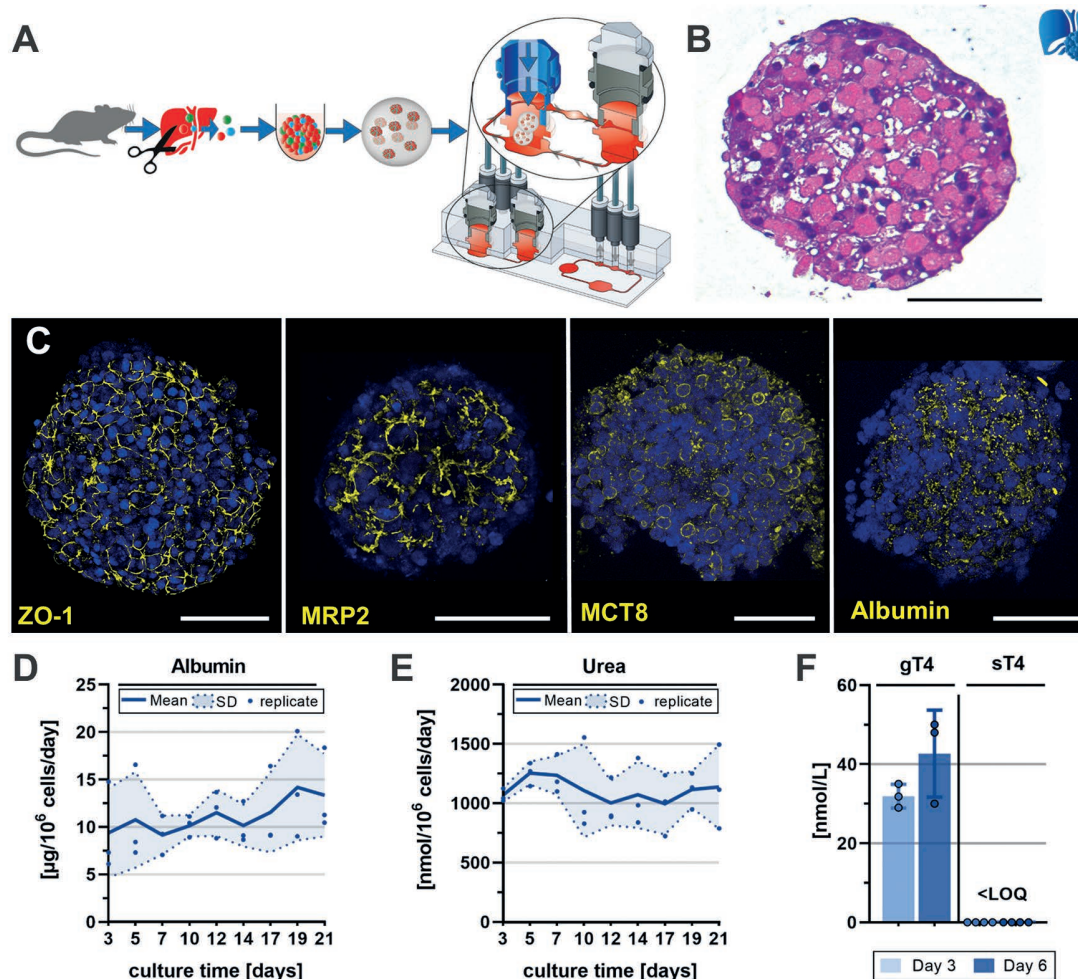 A
B
C
ZO-1
MRP2
MCT8
Albumin
D
Albumin
Mean SD replicate
[µg/10⁶ cells/day]
25
20
15
10
5
0
3 5 7 10 12 14 17 19 21
culture time [days]
E
Urea
Mean SD replicate
[nmol/10⁶ cells/day]
2000
1500
1000
500
0
3 5 7 10 12 14 17 19 21
culture time [days]
F
gT4 sT4
[nmol/L]
60
40
20
0
<LOQ
Day 3 Day 6